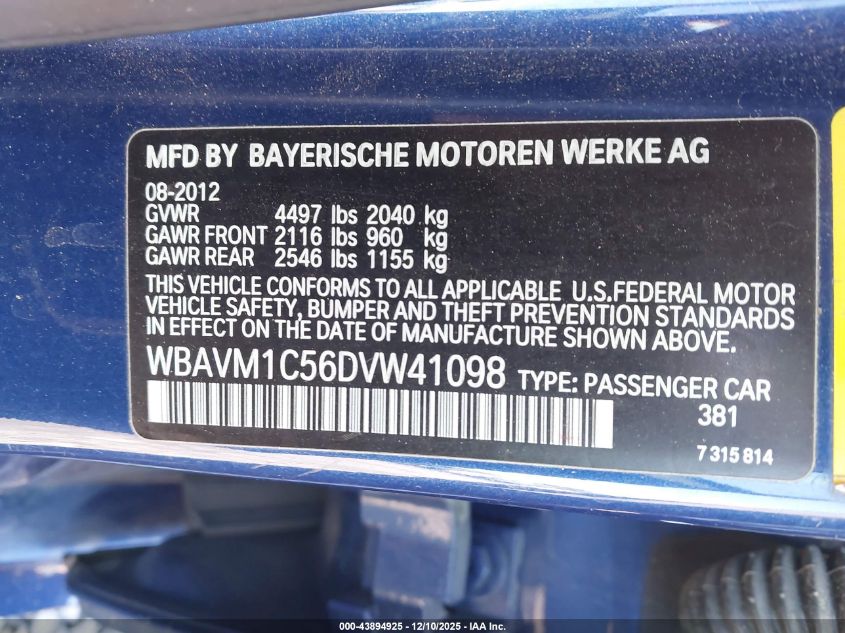 MFD BY BAYERISCHE MOTOREN WERKE AG
08-2012
GVWR 4497 lbs 2040 kg
GAWR FRONT 2116 lbs 960 kg
GAWR REAR 2546 lbs 1155 kg
THIS VEHICLE CONFORMS TO ALL APPLICABLE U.S.FEDERAL MOTOR
VEHICLE SAFETY, BUMPER AND THEFT PREVENTION STANDARDS
IN EFFECT ON THE DATE OF MANUFACTURE SHOWN ABOVE.
WBAVM1C56DVW41098 TYPE: PASSENGER CAR
381
7 315 814
000-43894925 - 12/10/2025 - IAA Inc.